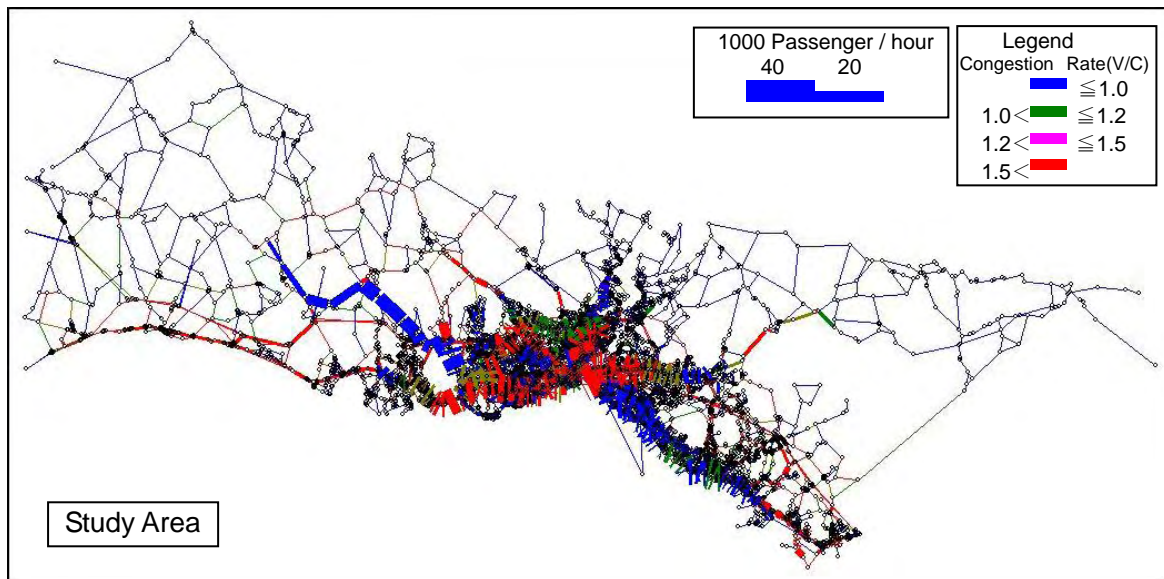 1000 Passenger / hour
40 20
Legend
Congestion Rate(V/C)
≦1.0
1.0< ≦1.2
1.2< ≦1.5
1.5<
Study Area